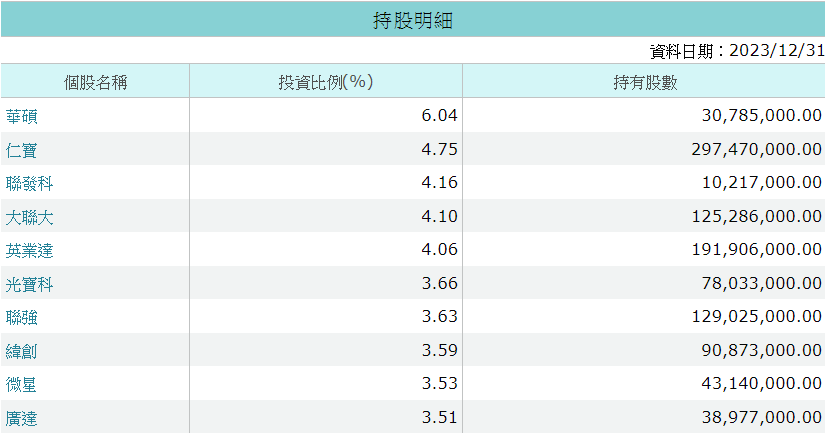 持股明細
資料日期：2023/12/31
個股名稱 投資比例(%) 持有股數
華碩 6.04 30,785,000.00
仁寶 4.75 297,470,000.00
聯發科 4.16 10,217,000.00
大聯大 4.10 125,286,000.00
英業達 4.06 191,906,000.00
光寶科 3.66 78,033,000.00
聯強 3.63 129,025,000.00
緯創 3.59 90,873,000.00
微星 3.53 43,140,000.00
廣達 3.51 38,977,000.00